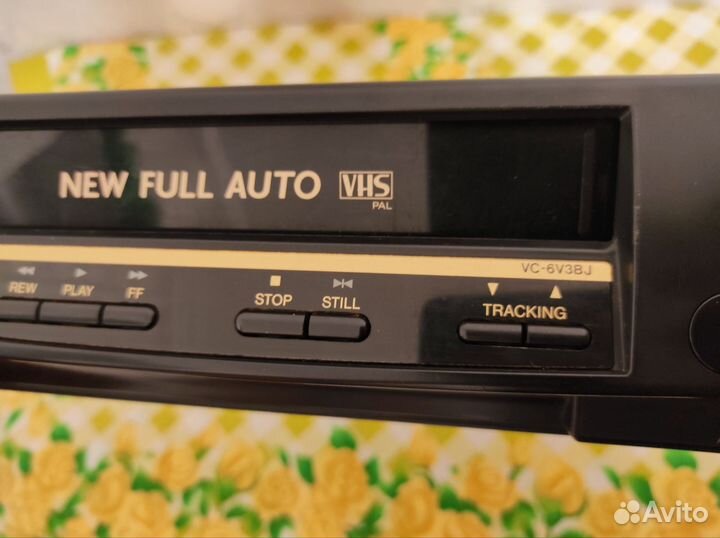 NEW FULL AUTO VHS
PAL
VC-6V3BJ
REW PLAY FF
STOP STILL
TRACKING
Avito